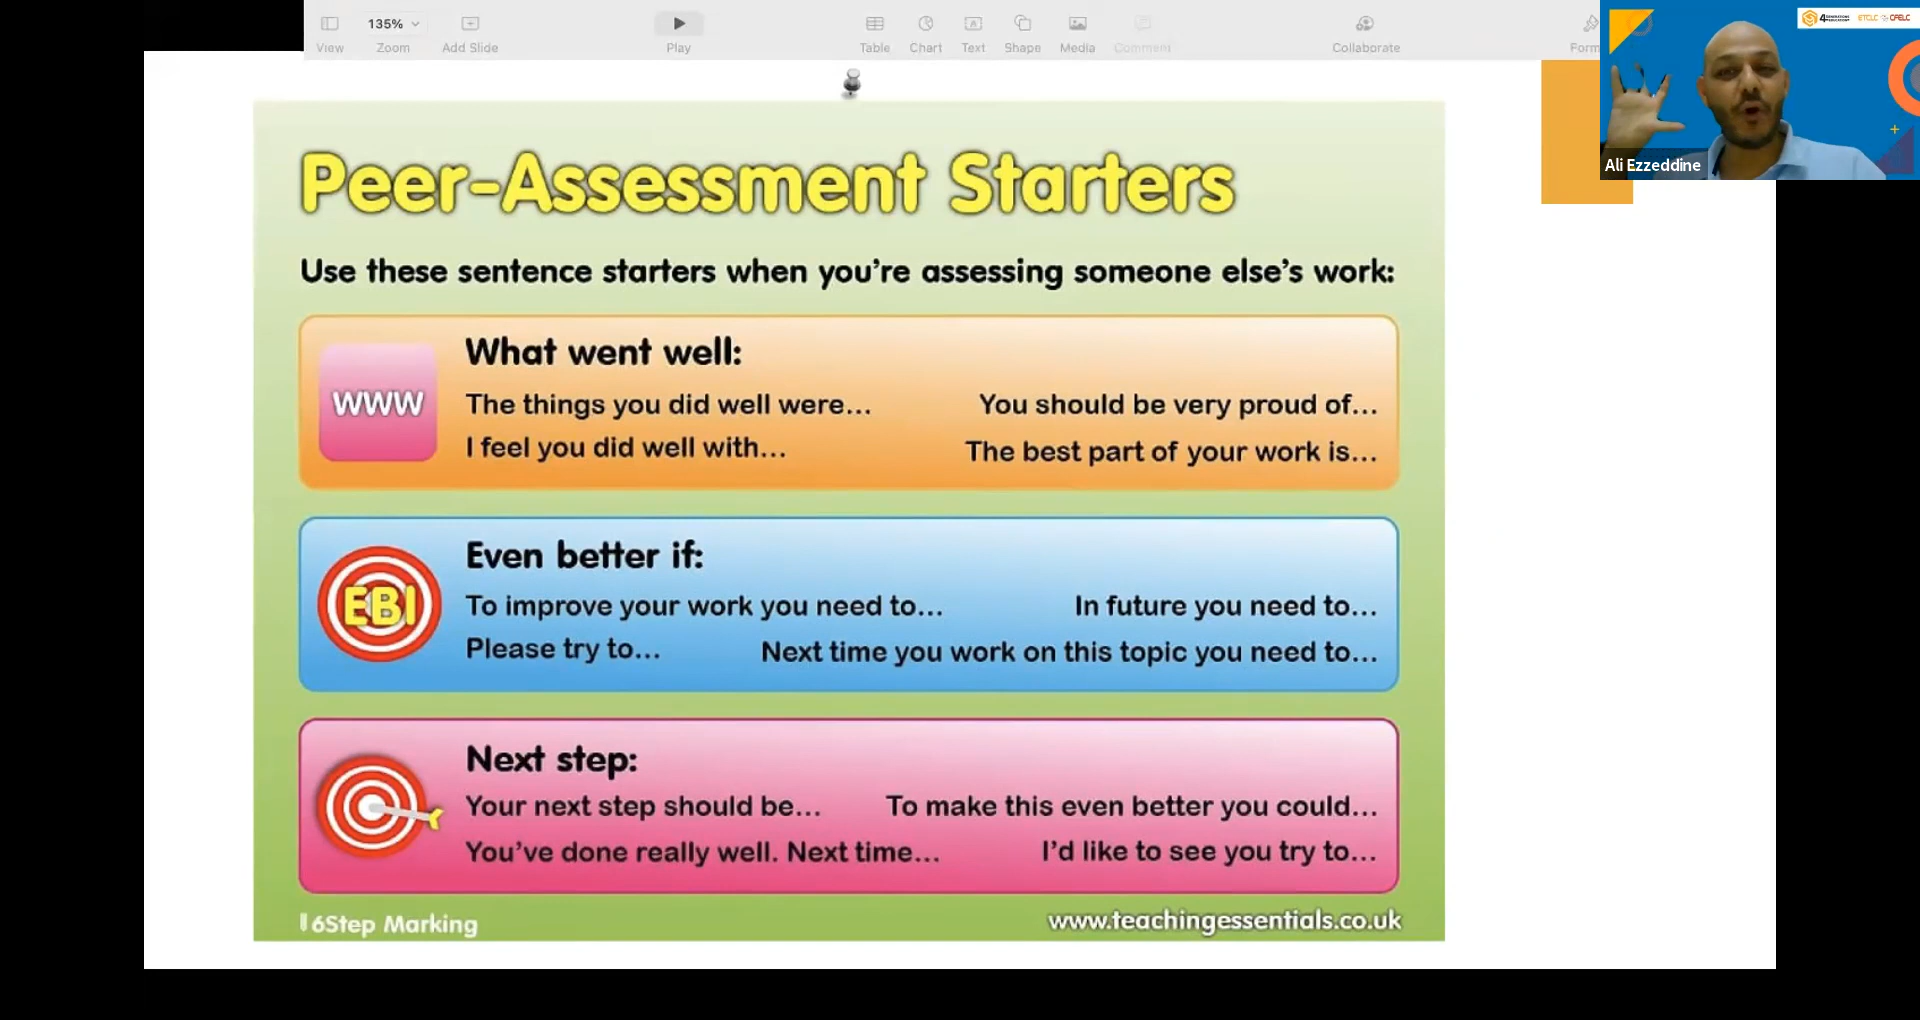 135%
View
Zoom
Add Slide
Play
Table
Chart
Text
Shape
Media
Comment
Collaborate
Form
Ali Ezzeddine
Peer-Assessment Starters
Use these sentence starters when you're assessing someone else's work:
WWW
What went well:
The things you did well were...
You should be very proud of...
I feel you did well with...
The best part of your work is...
EBI
Even better if:
To improve your work you need to...
In future you need to...
Please try to...
Next time you work on this topic you need to...
Next step:
Your next step should be...
To make this even better you could...
You've done really well. Next time...
I'd like to see you try to...
6Step Marking
www.teachingessentials.co.uk